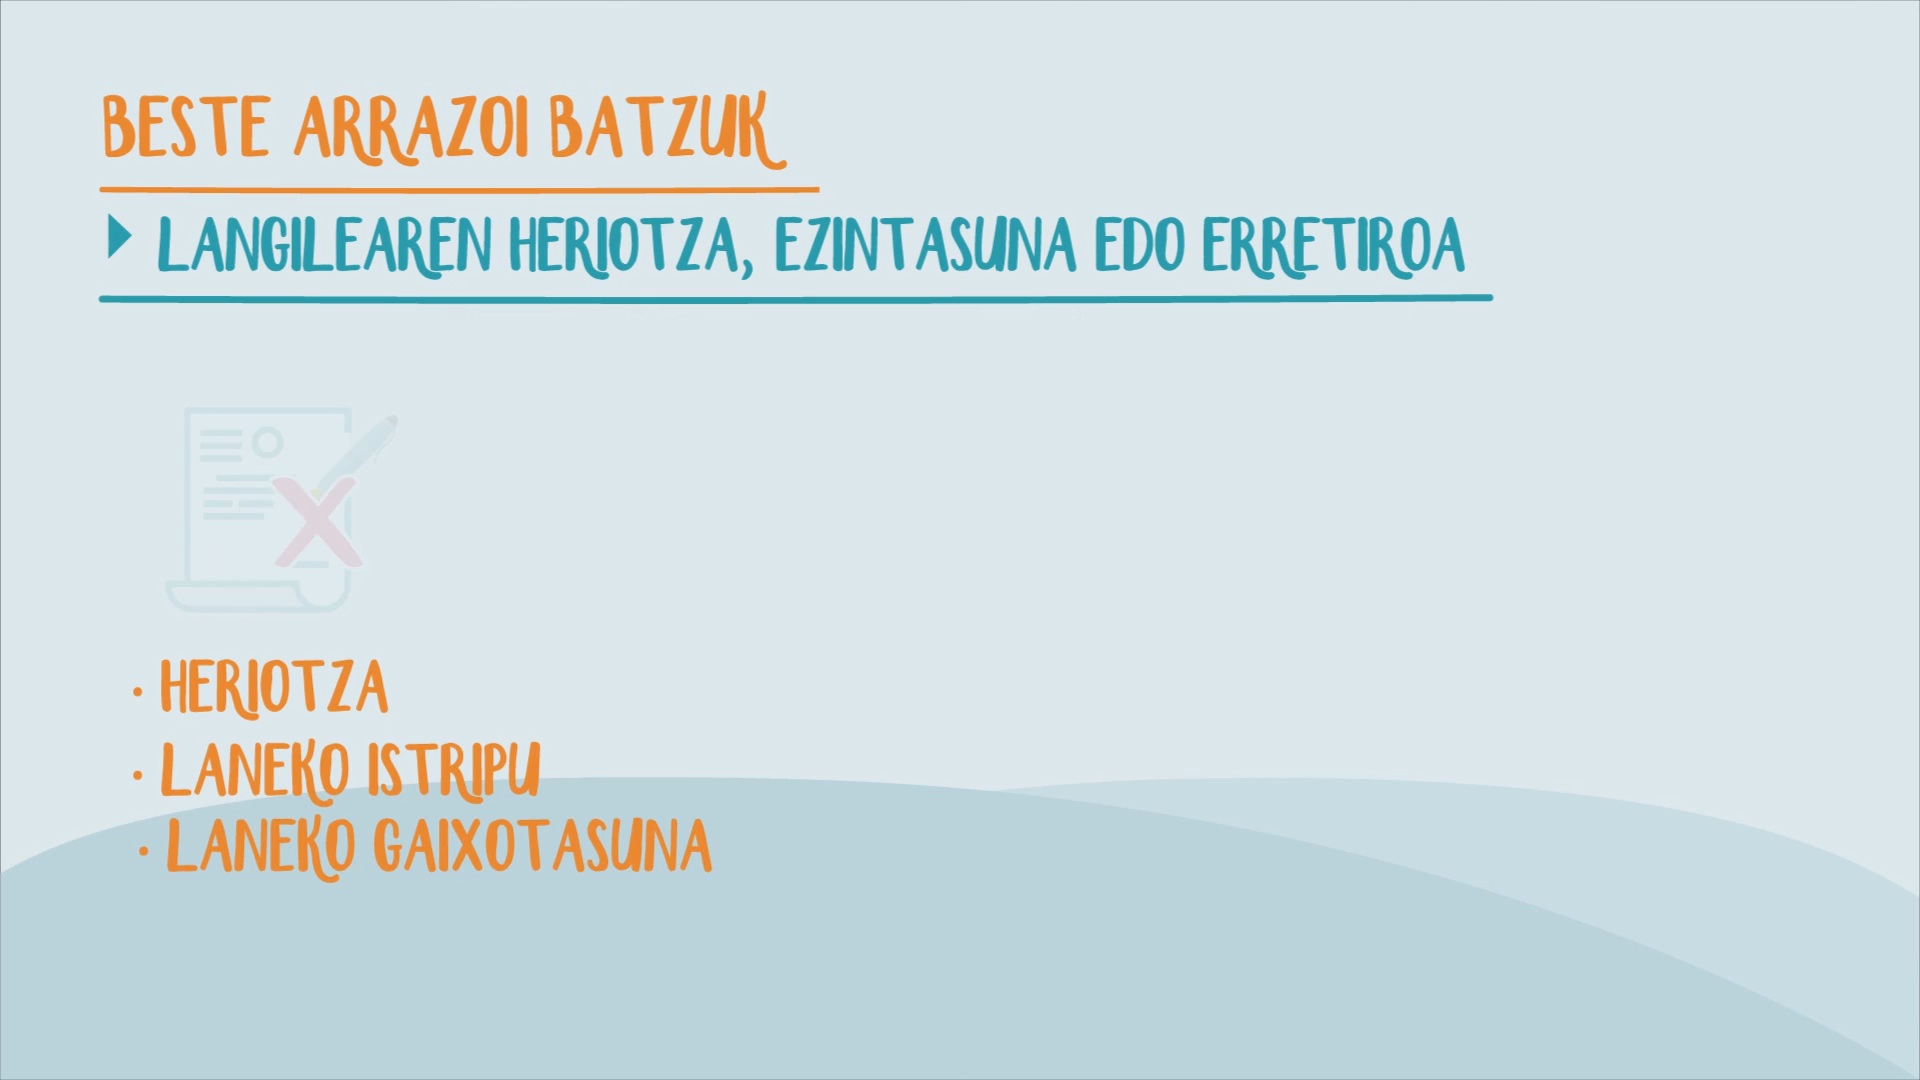 BESTE ARRAZOI BATZUK
LANGILEAREN HERIOTZA, EZINTASUNA EDO ERRETIROA
· HERIOTZA
· LANEKO ISTRIPU
· LANEKO GAIXOTASUNA